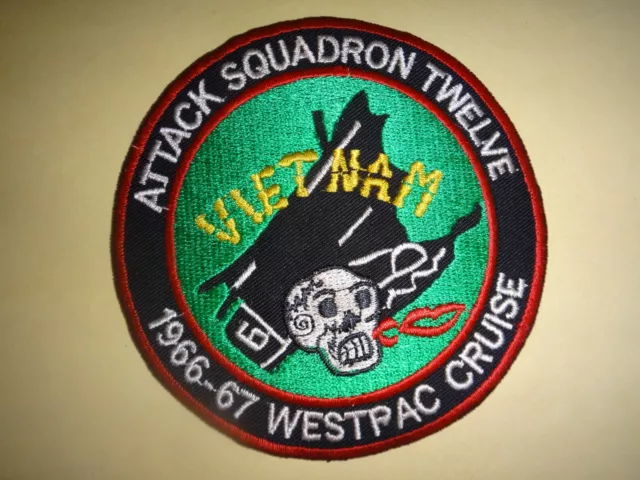 ATTACK SQUADRON TWELVE
VIETNAM
1966-67 WESTPAC CRUISE